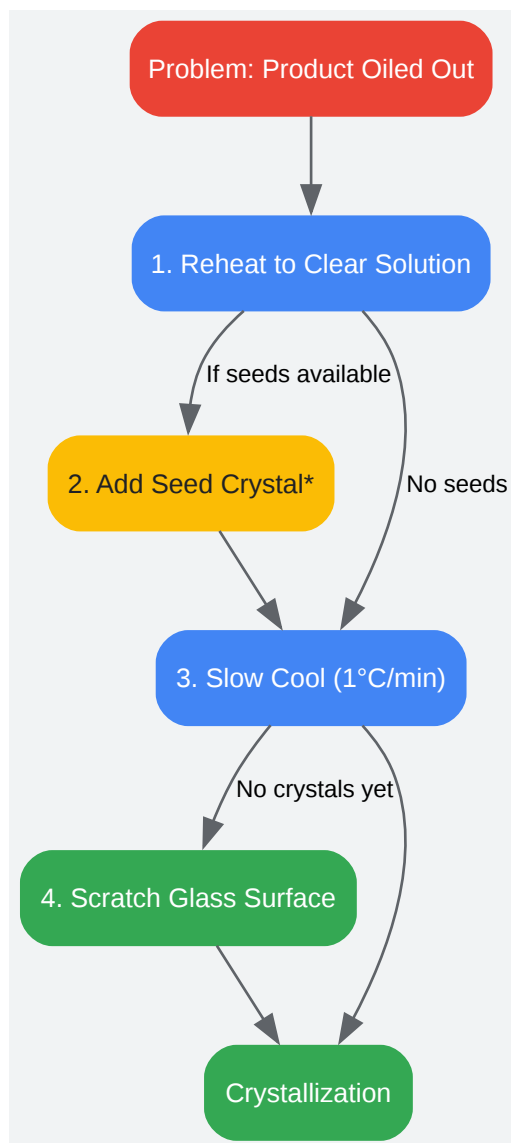 Problem: Product Oiled Out
1. Reheat to Clear Solution
If seeds available
2. Add Seed Crystal*
No seeds
3. Slow Cool (1°C/min)
No crystals yet
4. Scratch Glass Surface
Crystallization